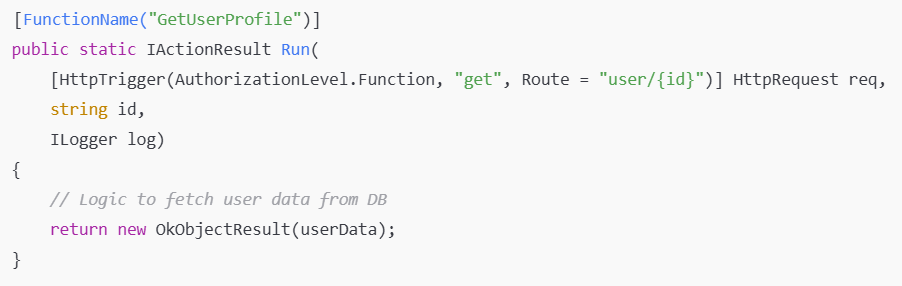 [FunctionName("GetUserProfile")]
public static IActionResult Run(
    [HttpTrigger(AuthorizationLevel.Function, "get", Route = "user/{id}")] HttpRequest req,
    string id,
    ILogger log)
{
    // Logic to fetch user data from DB
    return new OkObjectResult(userData);
}